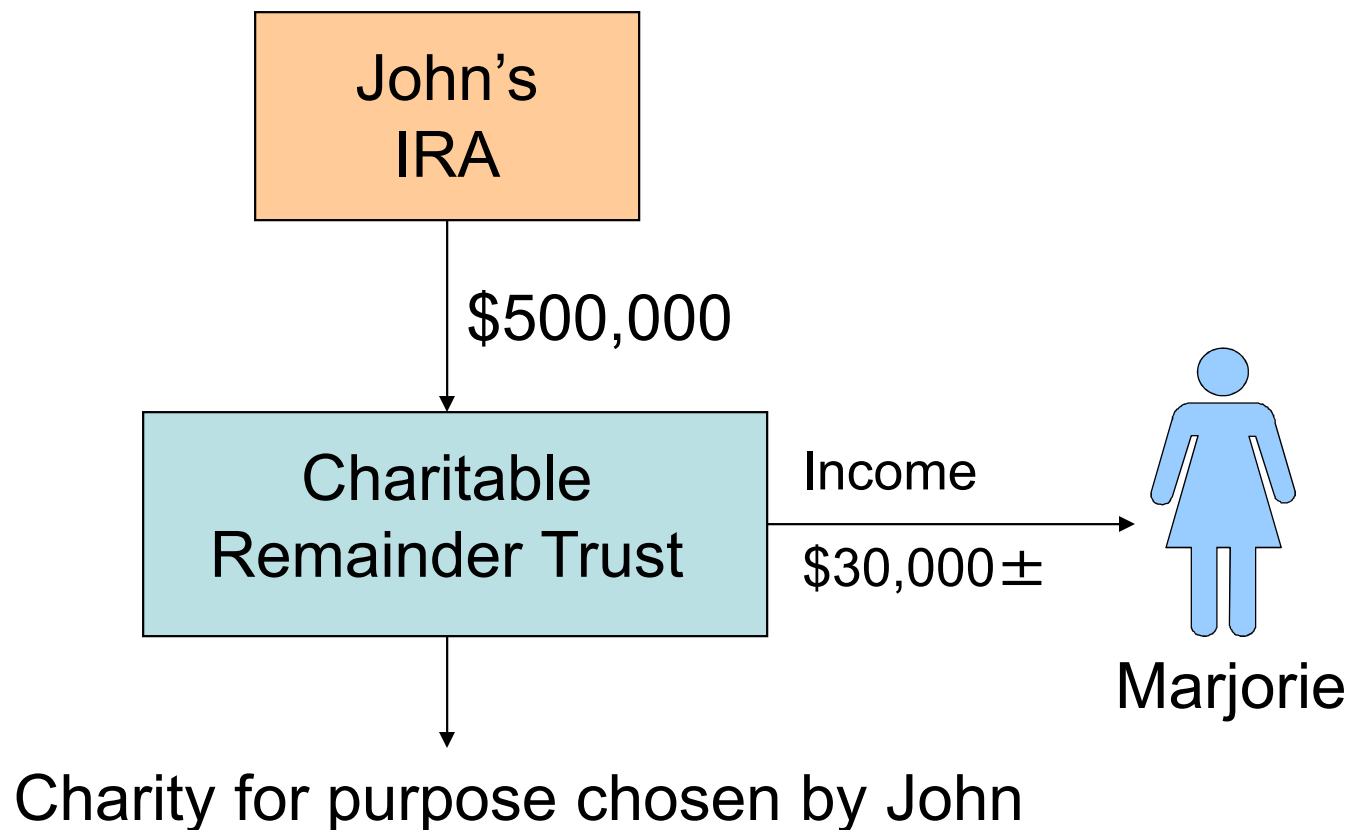 John’s
IRA
$500,000
Charitable
Remainder Trust
Income
$30,000±
Marjorie
Charity for purpose chosen by John